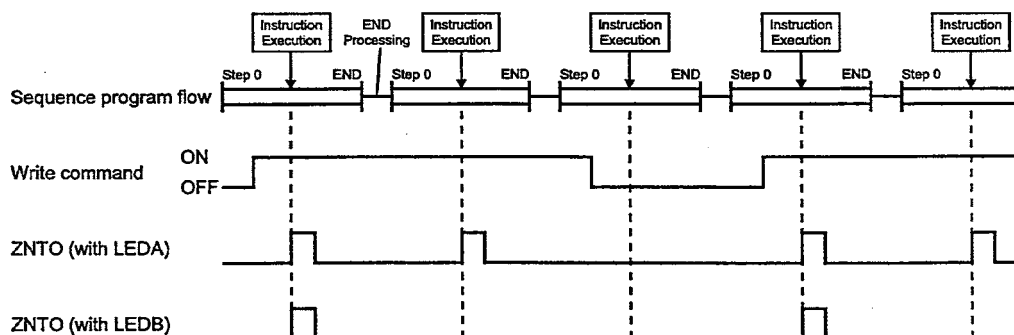 Instruction Execution
END Processing
Instruction Execution
Instruction Execution
Instruction Execution
Instruction Execution
Step 0 END Step 0 END Step 0 END Step 0 END Step 0
Sequence program flow
ON
Write command
OFF
ZNTO (with LEDA)
ZNTO (with LEDB)